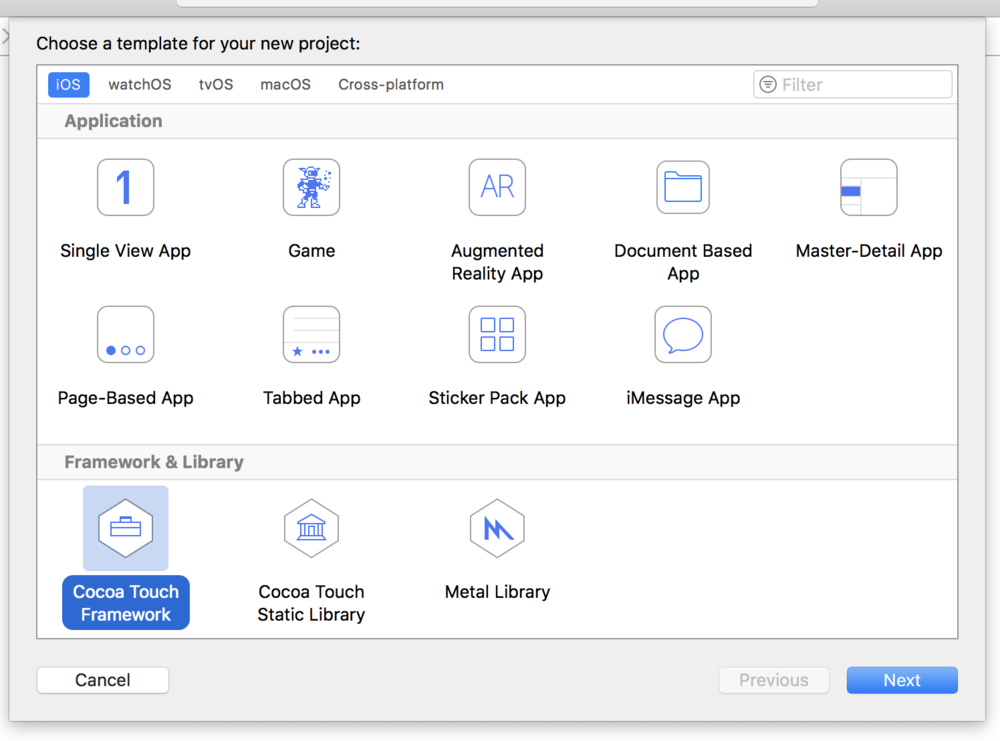 Choose a template for your new project:
iOS watchOS tvOS macOS Cross-platform Filter
Application
1 AR
Single View App Game Augmented Reality App Document Based App Master-Detail App
Page-Based App Tabbed App Sticker Pack App iMessage App
Framework & Library
Cocoa Touch Framework Cocoa Touch Static Library Metal Library
Cancel Previous Next